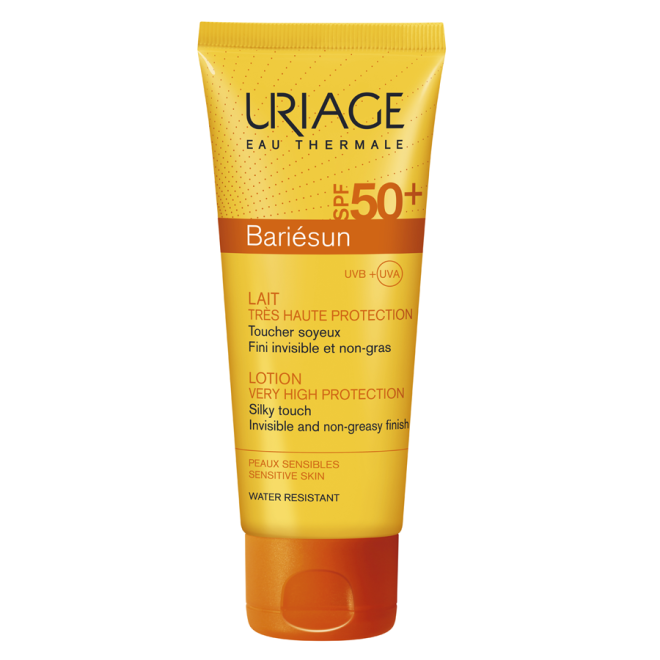 URIAGE
EAU THERMALE
SPF 50+
Bariésun
UVB + UVA
LAIT
TRÈS HAUTE PROTECTION
Toucher soyeux
Fini invisible et non-gras
LOTION
VERY HIGH PROTECTION
Silky touch
Invisible and non-greasy finish
PEAUX SENSIBLES
SENSITIVE SKIN
WATER RESISTANT